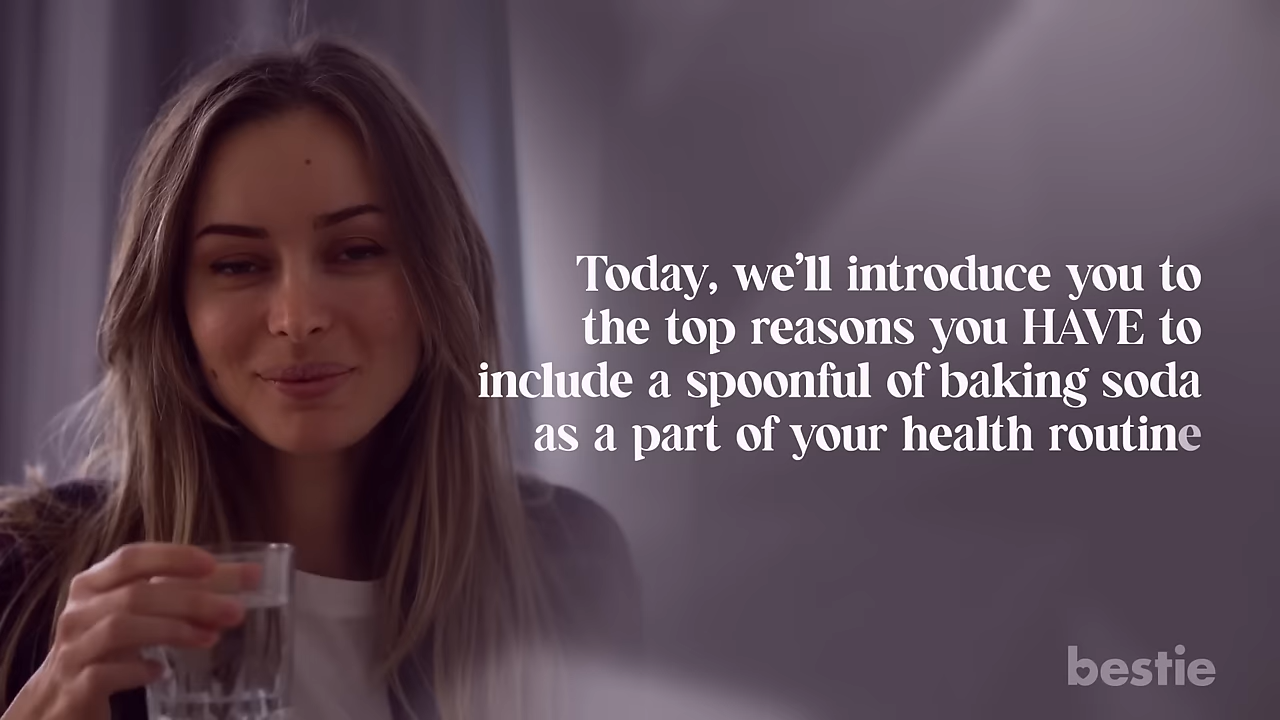 Today, we'll introduce you to
the top reasons you HAVE to
include a spoonful of baking soda
as a part of your health routine
bestie